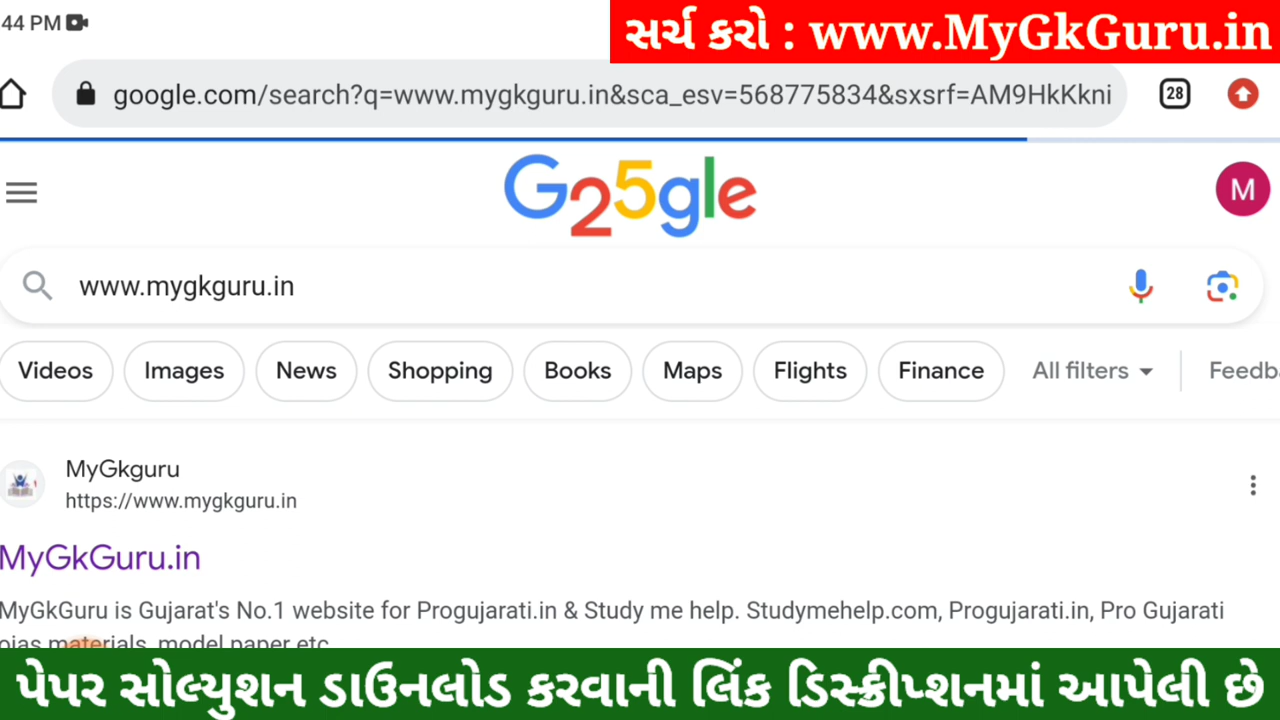 44 PM
સર્ચ કરો : www.MyGkGuru.in
google.com/search?q=www.mygkguru.in&sca_esv=568775834&sxsrf=AM9HkKkni
28
G25gle
M
www.mygkguru.in
Videos Images News Shopping Books Maps Flights Finance All filters Feedb
MyGkguru
https://www.mygkguru.in
MyGkGuru.in
MyGkGuru is Gujarat's No.1 website for Progujarati.in & Study me help. Studymehelp.com, Progujarati.in, Pro Gujarati
ojas materials, model paper etc
પેપર સોલ્યુશન ડાઉનલોડ કરવાની લિંક ડિસ્ક્રીપ્શનમાં આપેલી છે